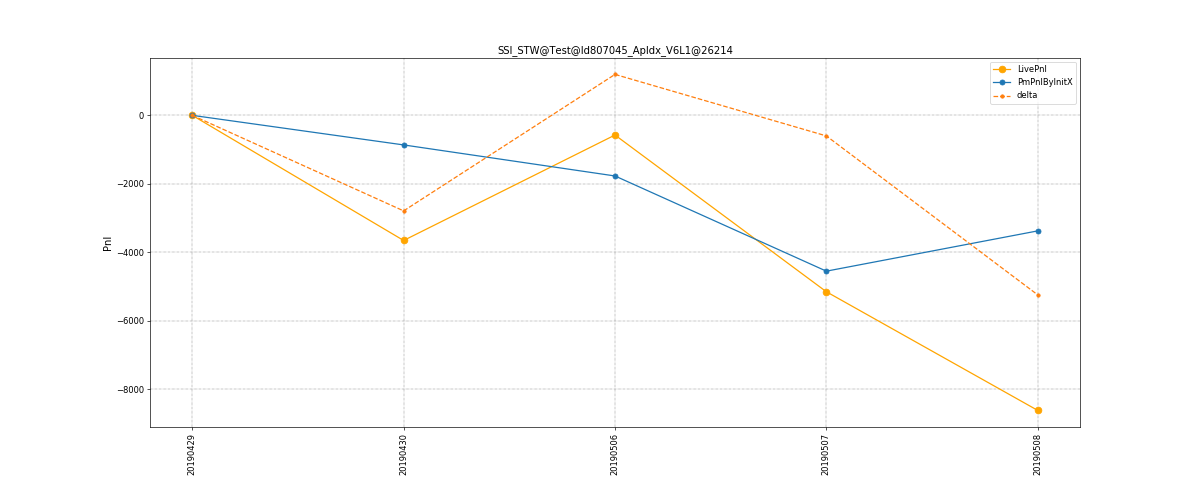 SSI_STW@Test@Id807045_ApIdx_V6L1@26214
LivePnl
PmPnlByInitX
delta
Pnl
0
−2000
−4000
−6000
−8000
20190429
20190430
20190506
20190507
20190508